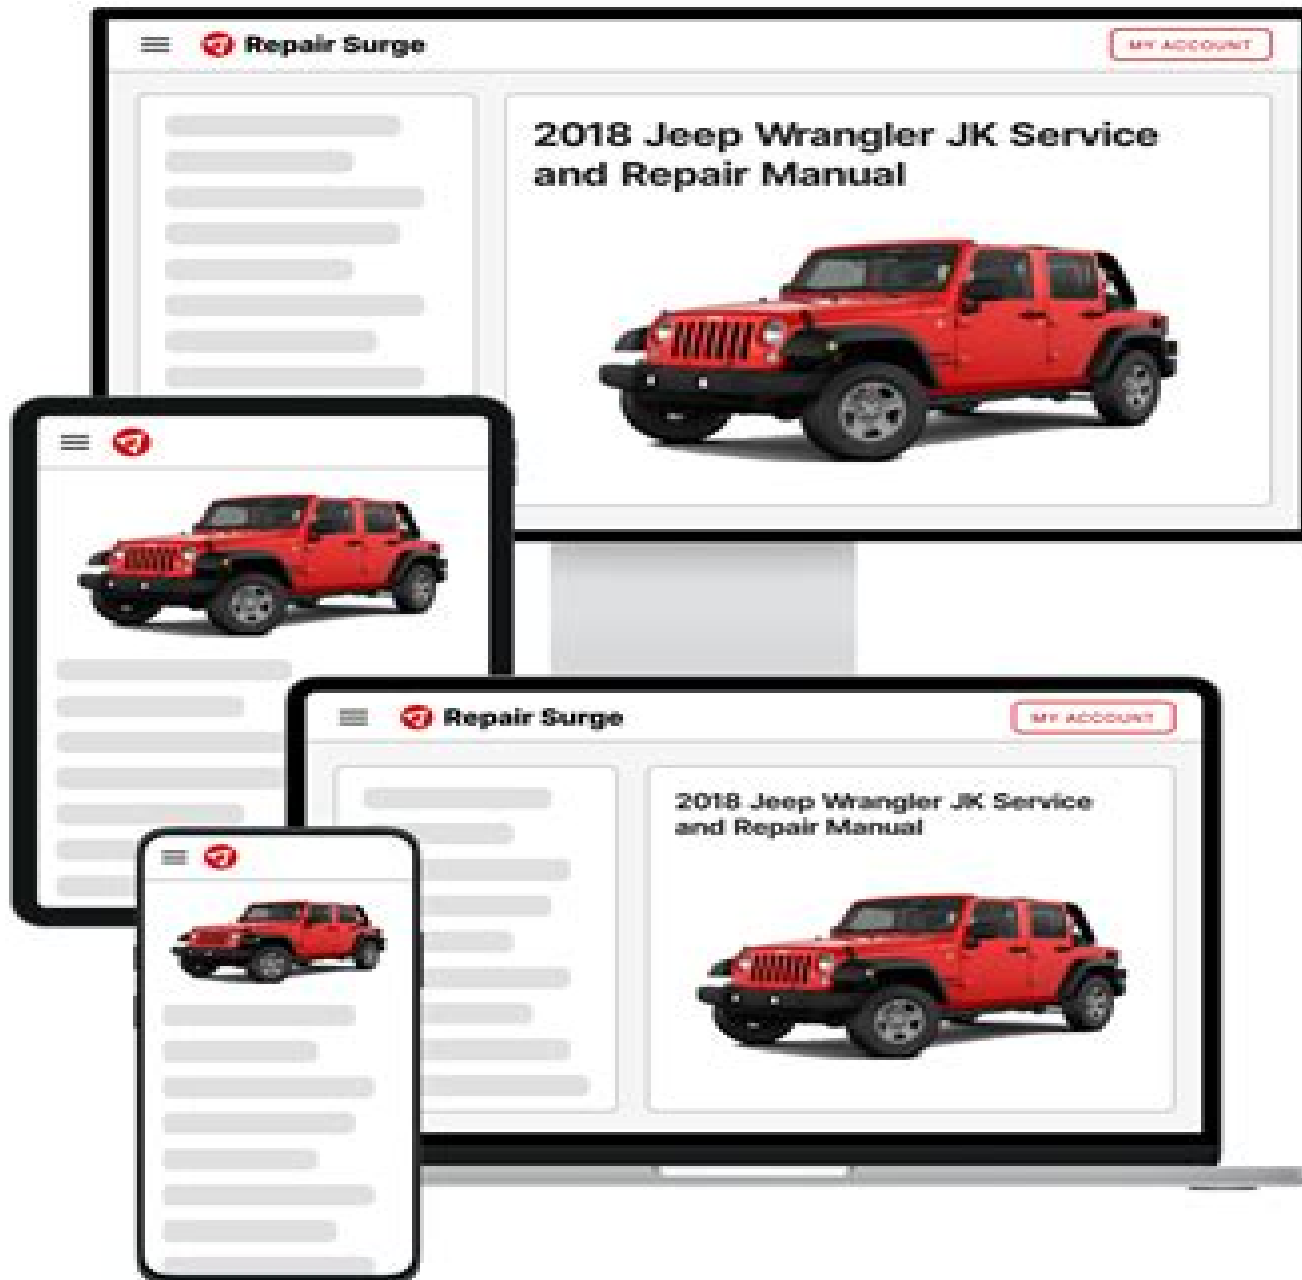 Repair Surge
MY ACCOUNT
2018 Jeep Wrangler JK Service
and Repair Manual
Repair Surge
MY ACCOUNT
2018 Jeep Wrangler JK Service
and Repair Manual